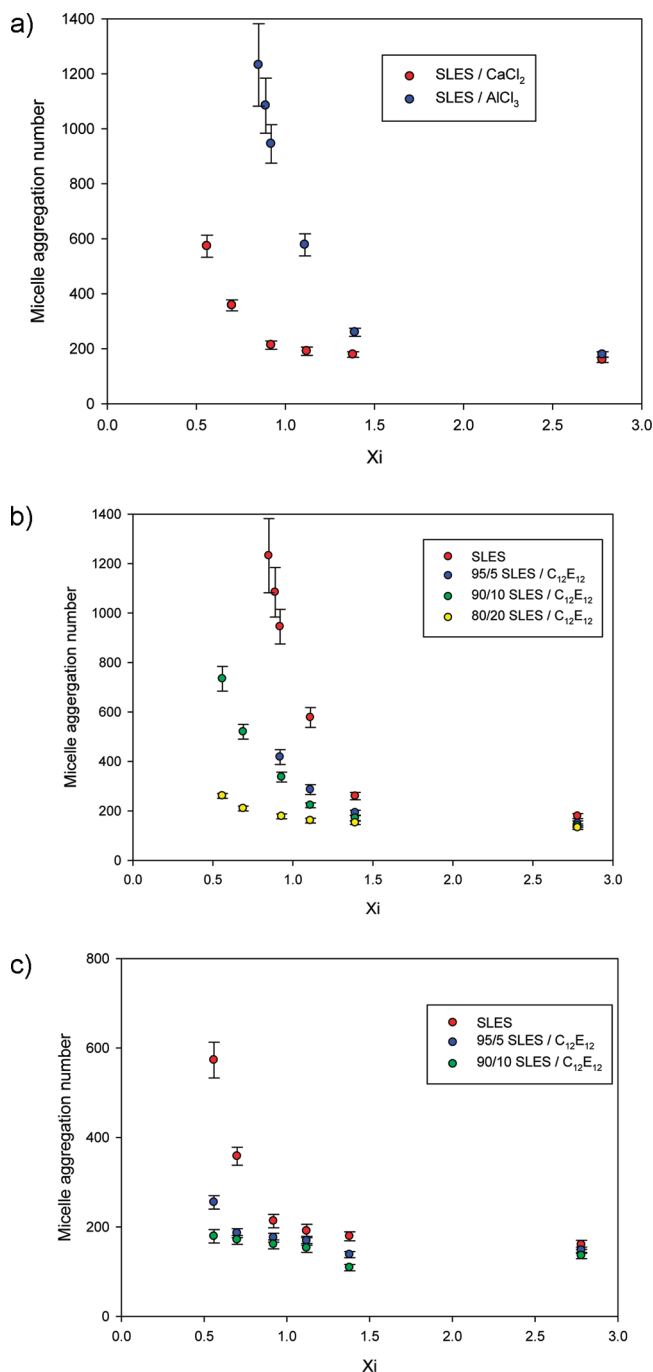 a)
1400
1200
1000
800
600
400
200
0
Micelle aggregation number
SLES / CaCl₂
SLES / AlCl₃
0.0 0.5 1.0 1.5 2.0 2.5 3.0
Xi
b)
1400
1200
1000
800
600
400
200
0
Micelle aggergation number
SLES
95/5 SLES / C₁₂E₁₂
90/10 SLES / C₁₂E₁₂
80/20 SLES / C₁₂E₁₂
0.0 0.5 1.0 1.5 2.0 2.5 3.0
Xi
c)
800
600
400
200
0
Micelle aggregation number
SLES
95/5 SLES / C₁₂E₁₂
90/10 SLES / C₁₂E₁₂
0.0 0.5 1.0 1.5 2.0 2.5 3.0
Xi